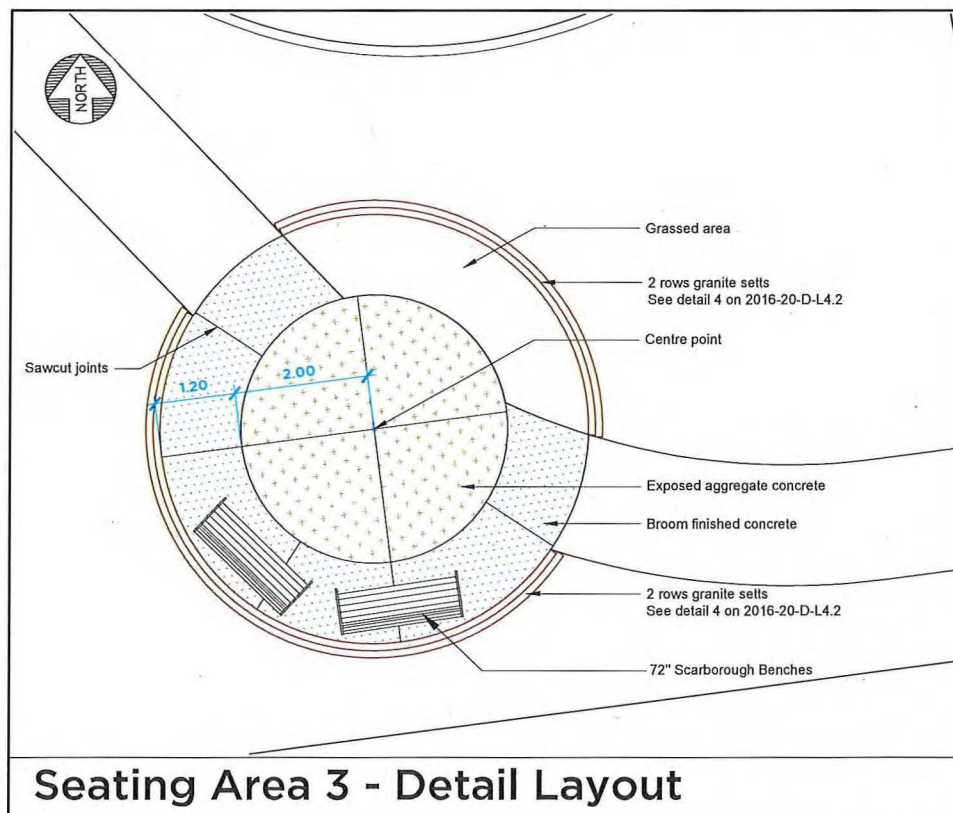 NORTH
Grassed area
2 rows granite setts
See detail 4 on 2016-20-D-L4.2
Centre point
Sawcut joints
1.20
2.00
Exposed aggregate concrete
Broom finished concrete
2 rows granite setts
See detail 4 on 2016-20-D-L4.2
72" Scarborough Benches
Seating Area 3 - Detail Layout